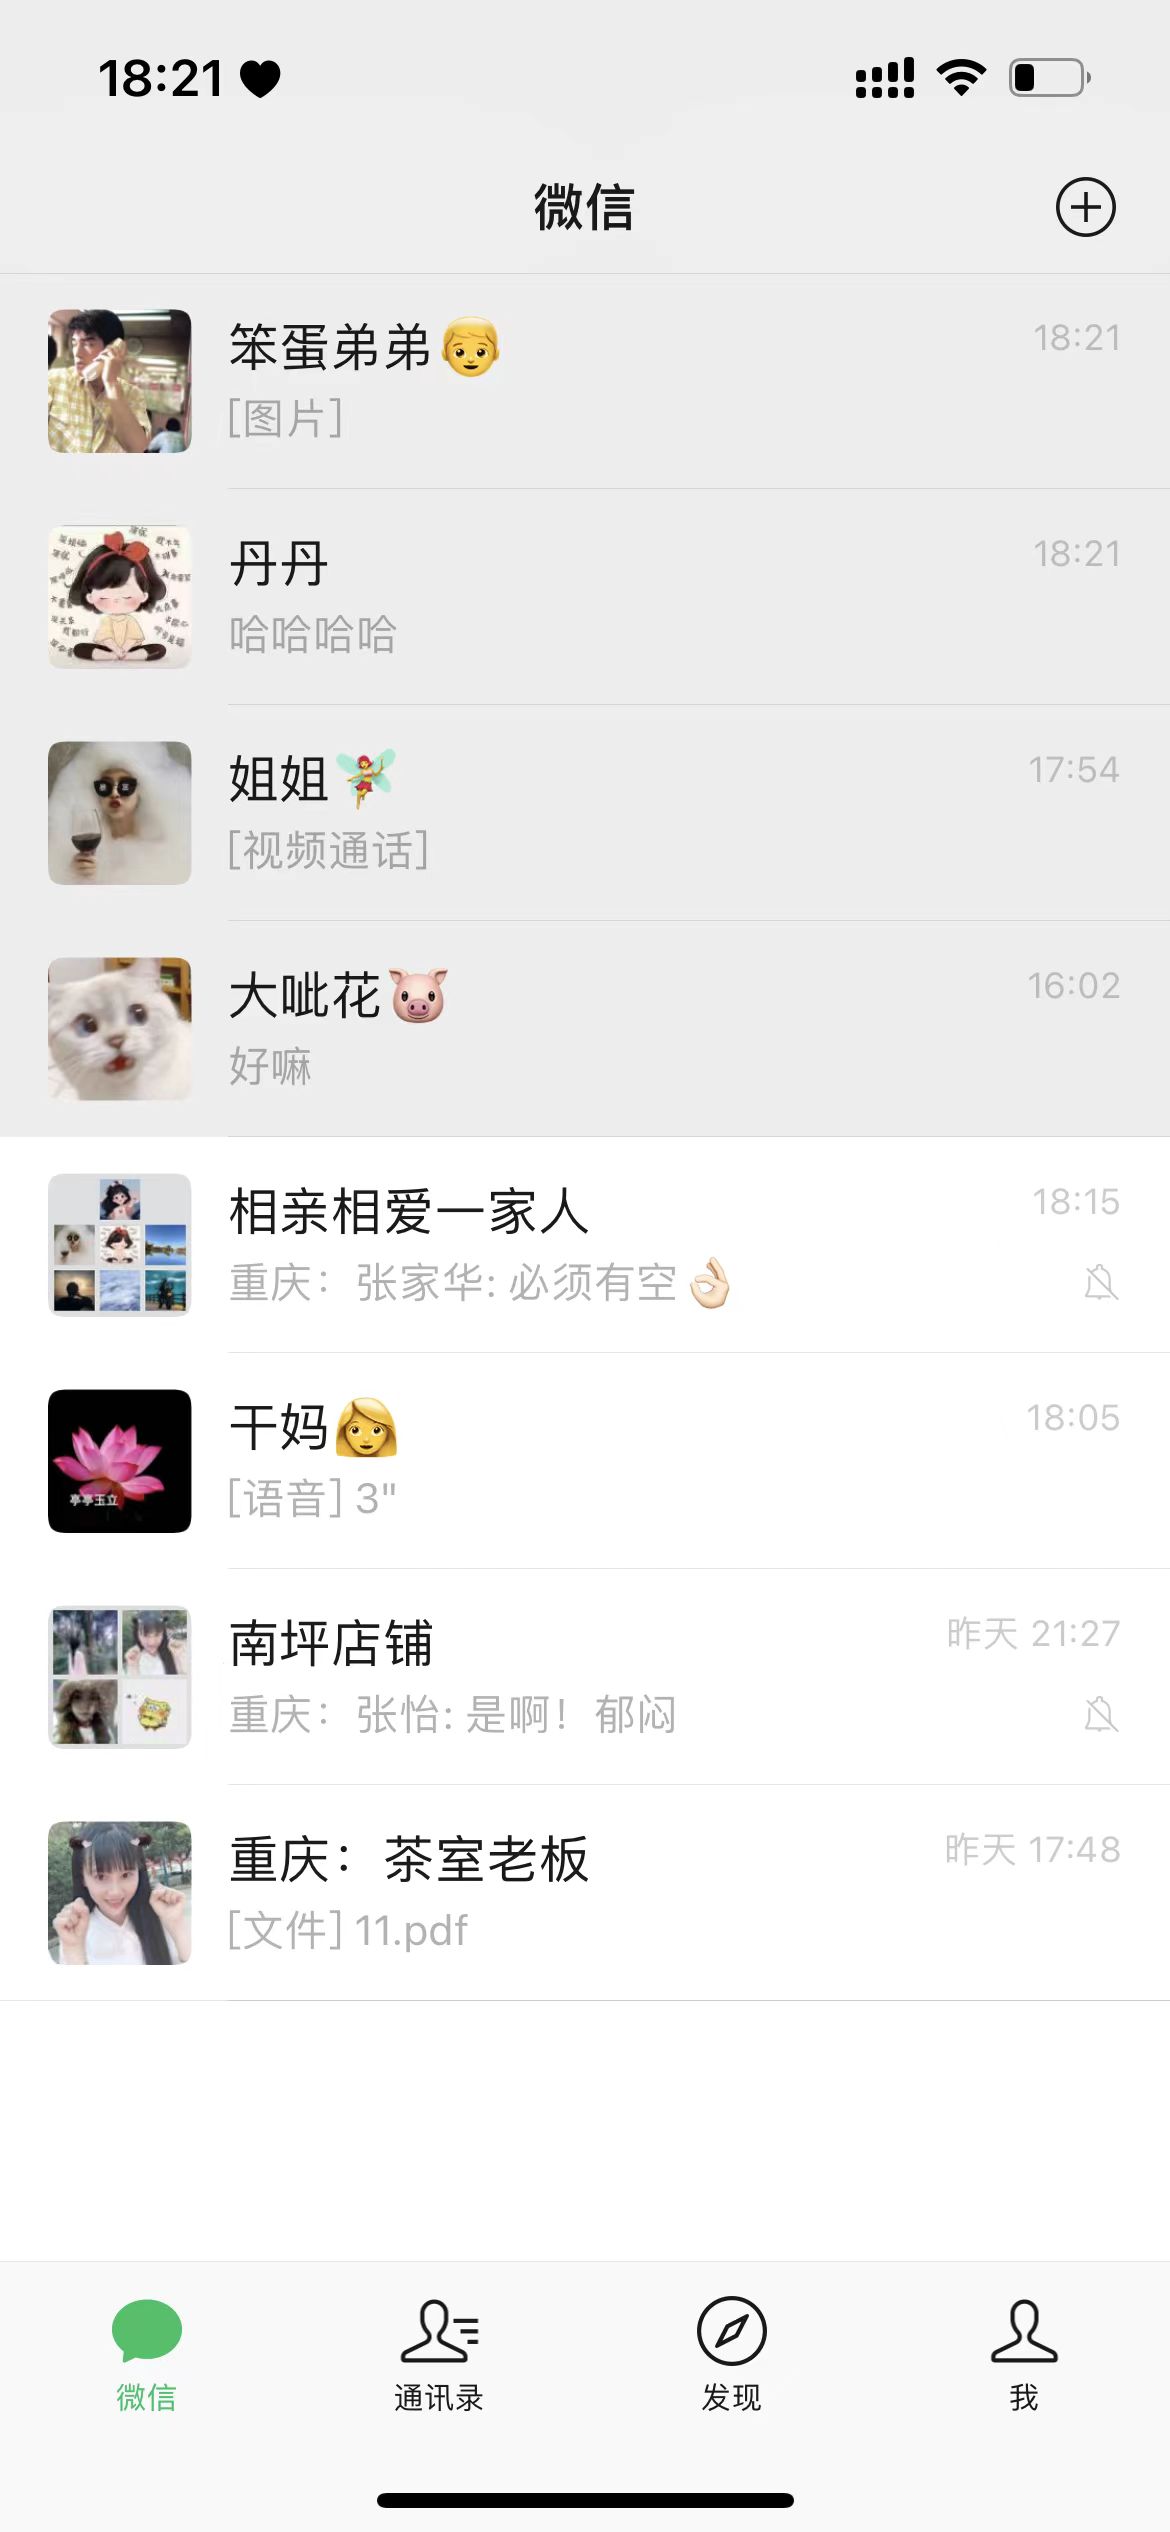 18:21
微信
笨蛋弟弟👦 18:21
[图片]
丹丹 18:21
哈哈哈哈
姐姐🧚‍♀️ 17:54
[视频通话]
大呲花🐷 16:02
好嘛
相亲相爱一家人 18:15
重庆：张家华: 必须有空👌🏻
干妈👩 18:05
亭亭玉立
[语音] 3"
南坪店铺 昨天 21:27
重庆：张怡: 是啊！郁闷
重庆：茶室老板 昨天 17:48
[文件] 11.pdf
微信 通讯录 发现 我